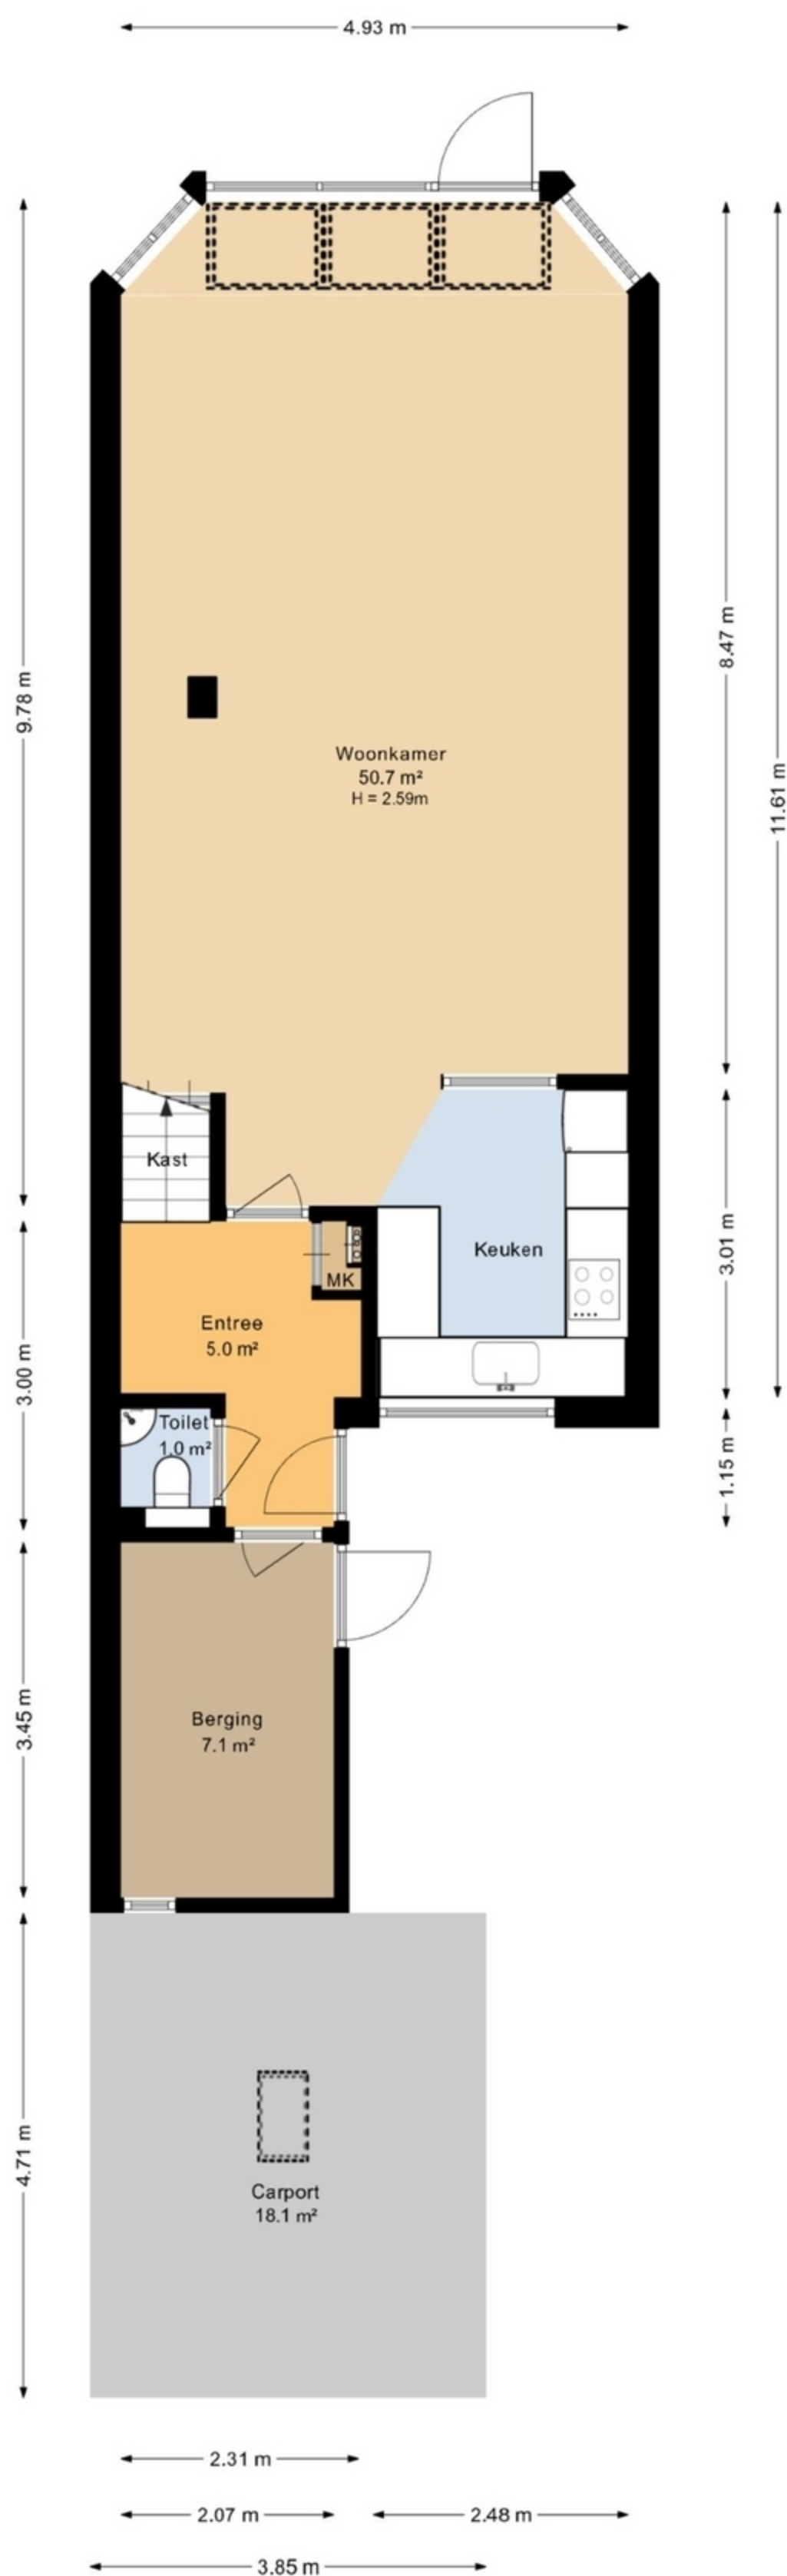 4.93 m
9.78 m
8.47 m
11.61 m
Woonkamer
50.7 m²
H = 2.59m
Kast
Keuken
3.01 m
MK
Entree
5.0 m²
3.00 m
Toilet
1.0 m²
1.15 m
Berging
7.1 m²
3.45 m
Carport
18.1 m²
4.71 m
2.31 m
2.07 m
2.48 m
3.85 m